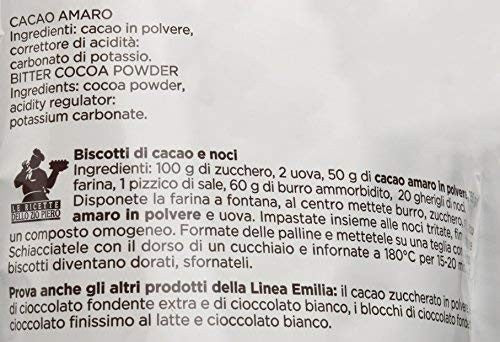 CACAO AMARO
Ingredienti: cacao in polvere,
correttore di acidità:
carbonato di potassio.
BITTER COCOA POWDER
Ingredients: cocoa powder,
acidity regulator:
potassium carbonate.
LE RICETTE
DELLO ZIO PIERO
Biscotti di cacao e noci
Ingredienti: 100 g di zucchero, 2 uova, 50 g di cacao amaro in polvere,
farina, 1 pizzico di sale, 60 g di burro ammorbidito, 20 gherigli di noci.
Disponete la farina a fontana, al centro mettete burro, zucchero,
amaro in polvere e uova. Impastate insieme alle noci tritate, fin
un composto omogeneo. Formate delle palline e mettetele su una teglia con
Schiacciatele con il dorso di un cucchiaio e infornate a 180°C per 15-20 min
biscotti diventano dorati, sfornateli.
Prova anche gli altri prodotti della Linea Emilia: il cacao zuccherato in polvere
di cioccolato fondente extra e di cioccolato bianco, i blocchi di cioccolato fonde
cioccolato finissimo al latte e cioccolato bianco.